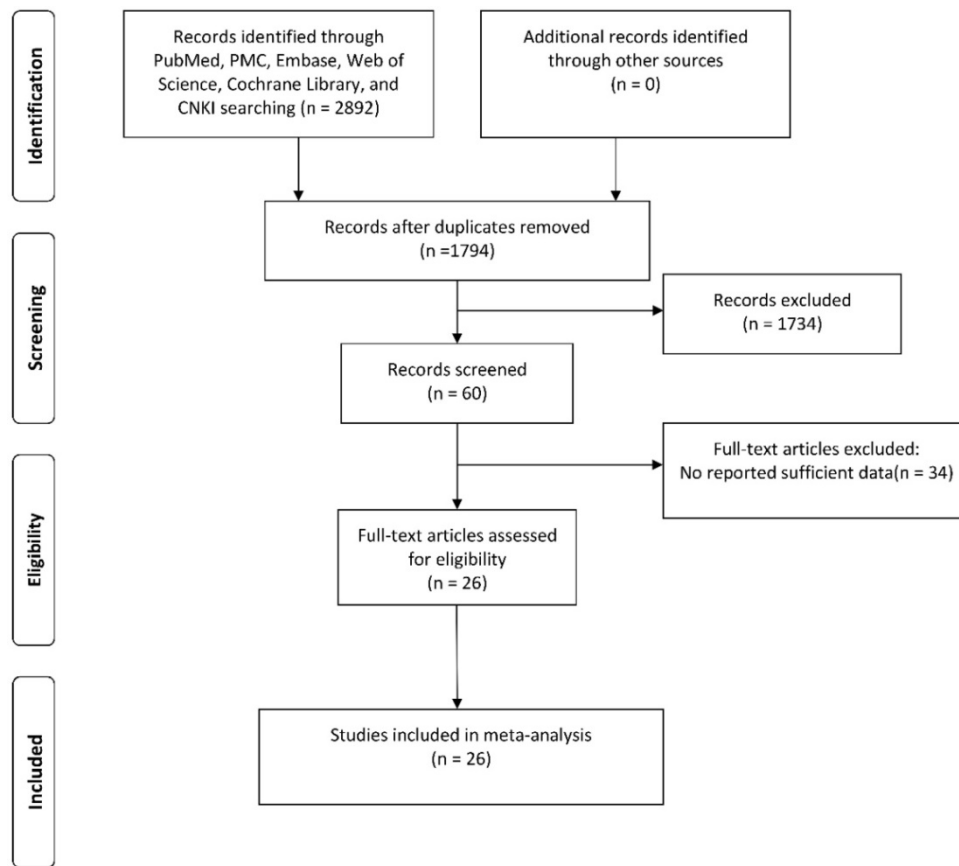 Identification
Records identified through
PubMed, PMC, Embase, Web of
Science, Cochrane Library, and
CNKI searching (n = 2892)
Additional records identified
through other sources
(n = 0)
Records after duplicates removed
(n =1794)
Screening
Records excluded
(n = 1734)
Records screened
(n = 60)
Full-text articles excluded:
No reported sufficient data(n = 34)
Eligibility
Full-text articles assessed
for eligibility
(n = 26)
Included
Studies included in meta-analysis
(n = 26)